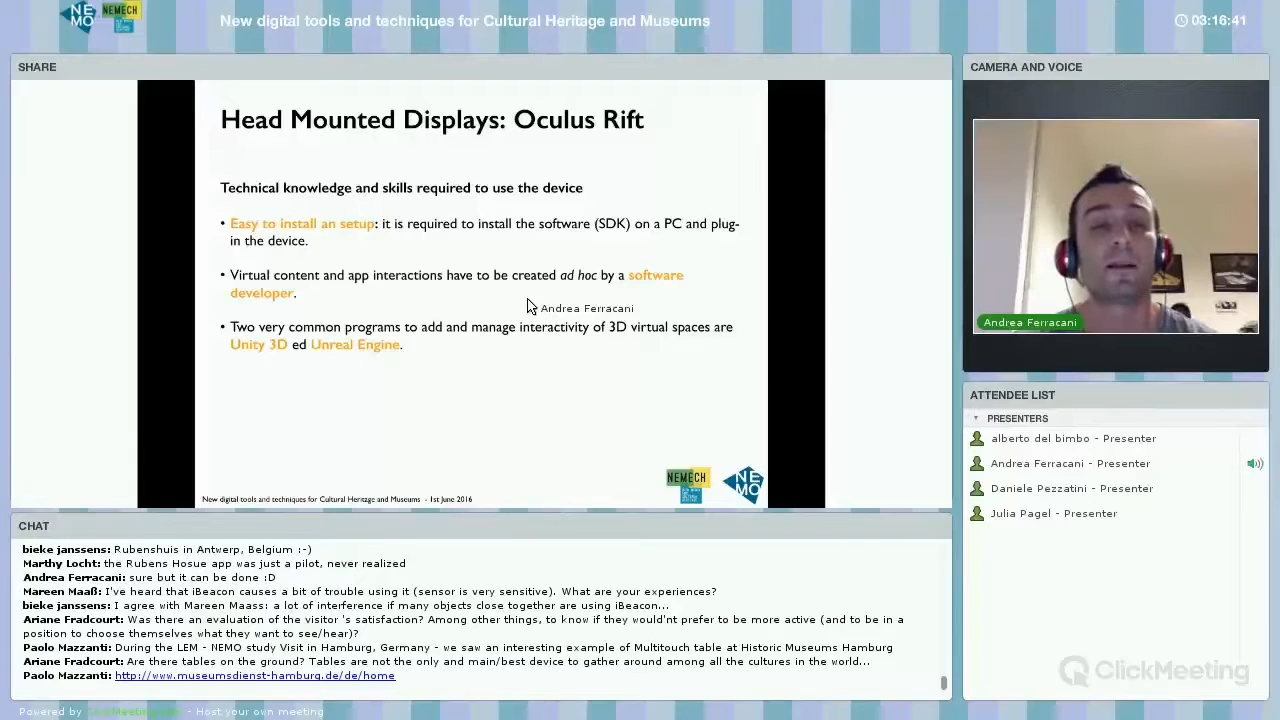 NE
MO
NEMECH
New digital tools and techniques for Cultural Heritage and Museums
03:16:41
SHARE
Head Mounted Displays: Oculus Rift
Technical knowledge and skills required to use the device
• Easy to install an setup: it is required to install the software (SDK) on a PC and plug-
in the device.
• Virtual content and app interactions have to be created ad hoc by a software
developer.
Andrea Ferracani
• Two very common programs to add and manage interactivity of 3D virtual spaces are
Unity 3D ed Unreal Engine.
NEMECH
NE
MO
New digital tools and techniques for Cultural Heritage and Museums - 1st June 2016
CAMERA AND VOICE
Andrea Ferracani
ATTENDEE LIST
PRESENTERS
alberto del bimbo - Presenter
Andrea Ferracani - Presenter
Daniele Pezzatini - Presenter
Julia Pagel - Presenter
ClickMeeting
CHAT
bieke janssens: Rubenshuis in Antwerp, Belgium :-)
Marthy Locht: the Rubens Hosue app was just a pilot, never realized
Andrea Ferracani: sure but it can be done :D
Mareen Maaß: I've heard that iBeacon causes a bit of trouble using it (sensor is very sensitive). What are your experiences?
bieke janssens: I agree with Mareen Maass: a lot of interference if many objects close together are using iBeacon...
Ariane Fradcourt: Was there an evaluation of the visitor 's satisfaction? Among other things, to know if they would'nt prefer to be more active (and to be in a
position to choose themselves what they want to see/hear)?
Paolo Mazzanti: During the LEM - NEMO study Visit in Hamburg, Germany - we saw an interesting example of Multitouch table at Historic Museums Hamburg
Ariane Fradcourt: Are there tables on the ground? Tables are not the only and main/best device to gather around among all the cultures in the world...
Paolo Mazzanti: http://www.museumsdienst-hamburg.de/de/home
Powered by - Host your own meeting